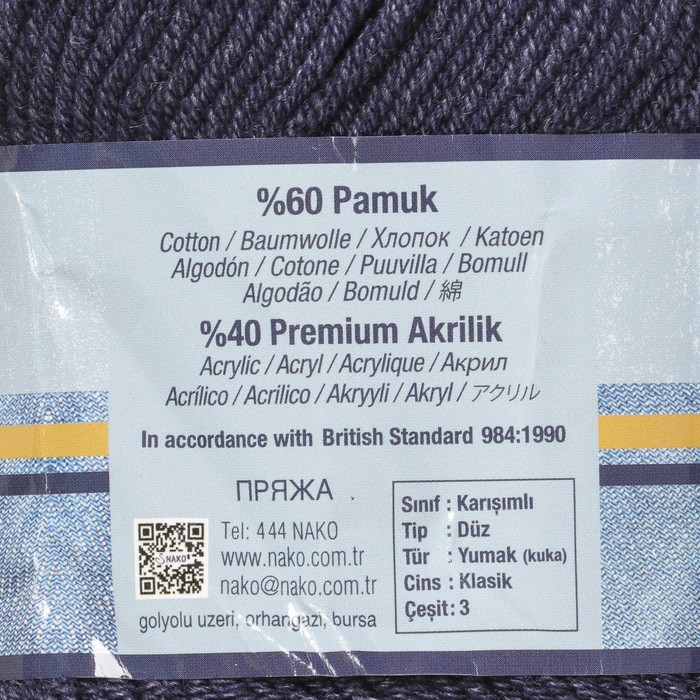 %60 Pamuk
Cotton / Baumwolle / Хлопок / Katoen
Algodón / Cotone / Puuvilla / Bomull
Algodão / Bomuld / 綿
%40 Premium Akrilik
Acrylic / Acryl / Acrylique / Акрил
Acrílico / Acrilico / Akryyli / Akryl / アクリル
In accordance with British Standard 984:1990
ПРЯЖА
NAKO
Tel: 444 NAKO
www.nako.com.tr
nako@nako.com.tr
golyolu uzeri, orhangazi, bursa
Sınıf : Karışımlı
Tip : Düz
Tür : Yumak (kuka)
Cins : Klasik
Çeşit : 3